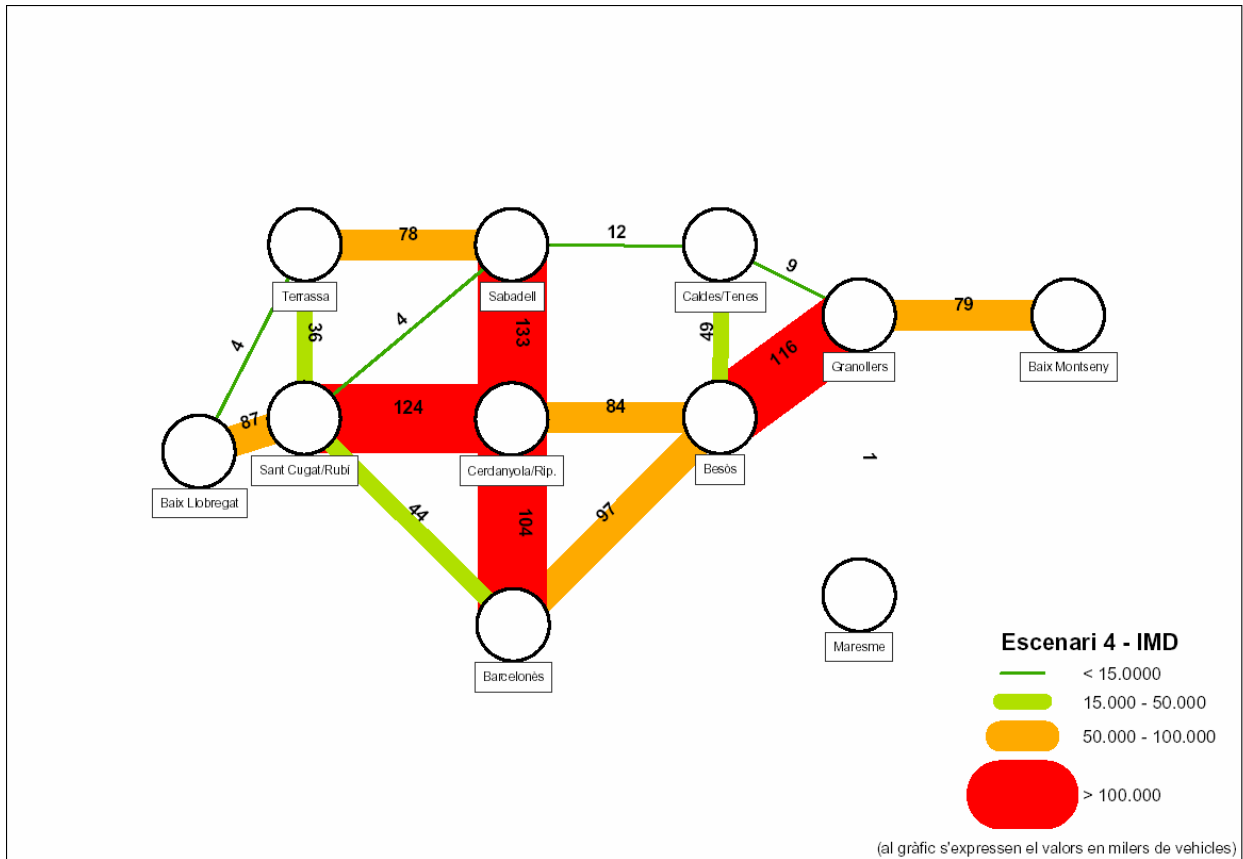 78
12
Terrassa
Sabadell
Caldes/Tenes
9
4
36
4
133
49
116
79
Granollers
Baix Montseny
87
124
84
Sant Cugat/Rubí
Cerdanyola/Rip.
Besòs
1
Baix Llobregat
44
104
97
Maresme
Barcelonès
Escenari 4 - IMD
< 15.0000
15.000 - 50.000
50.000 - 100.000
> 100.000
(al gràfic s'expressen el valors en milers de vehicles)